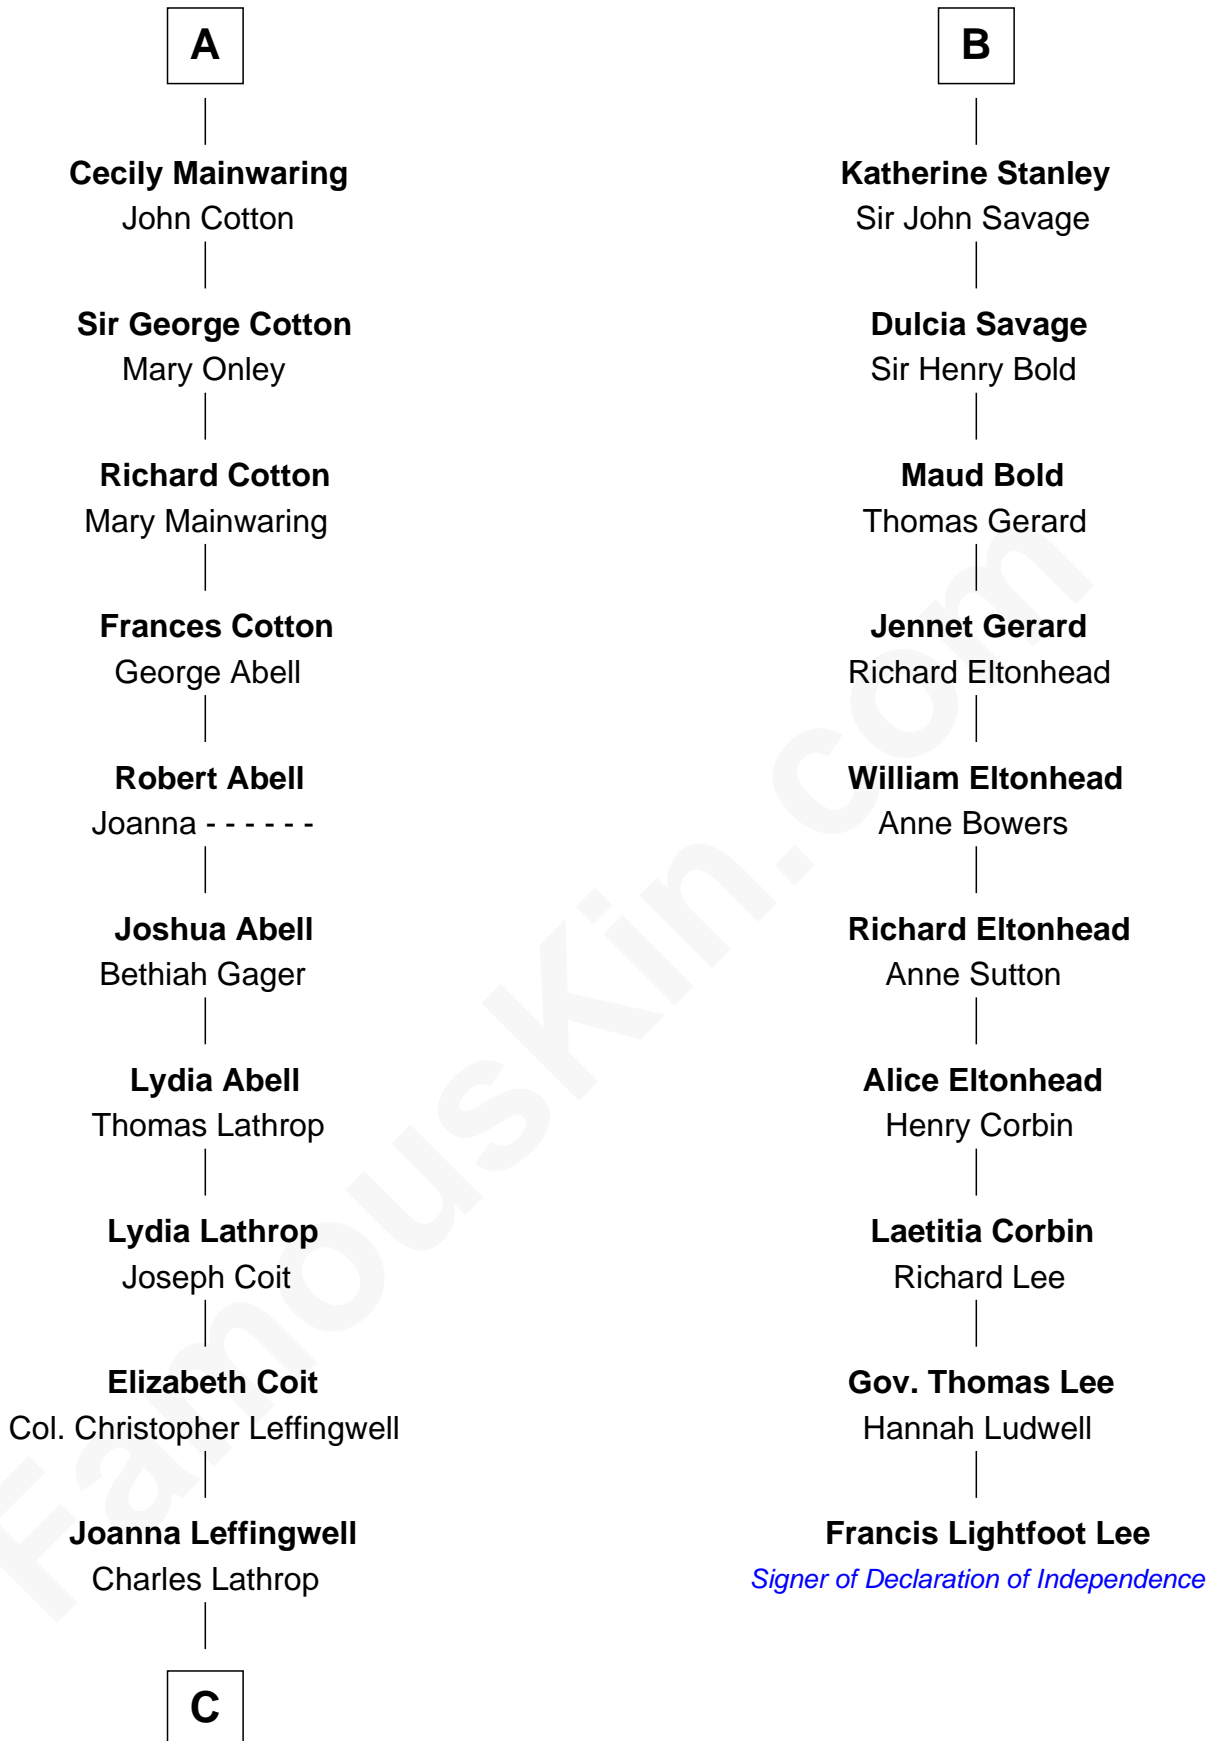 A
Cecily Mainwaring
John Cotton
Sir George Cotton
Mary Onley
Richard Cotton
Mary Mainwaring
Frances Cotton
George Abell
Robert Abell
Joanna - - - - - -
Joshua Abell
Bethiah Gager
Lydia Abell
Thomas Lathrop
Lydia Lathrop
Joseph Coit
Elizabeth Coit
Col. Christopher Leffingwell
Joanna Leffingwell
Charles Lathrop
C
B
Katherine Stanley
Sir John Savage
Dulcia Savage
Sir Henry Bold
Maud Bold
Thomas Gerard
Jennet Gerard
Richard Eltonhead
William Eltonhead
Anne Bowers
Richard Eltonhead
Anne Sutton
Alice Eltonhead
Henry Corbin
Laetitia Corbin
Richard Lee
Gov. Thomas Lee
Hannah Ludwell
Francis Lightfoot Lee
Signer of Declaration of Independence
FamousKin.com